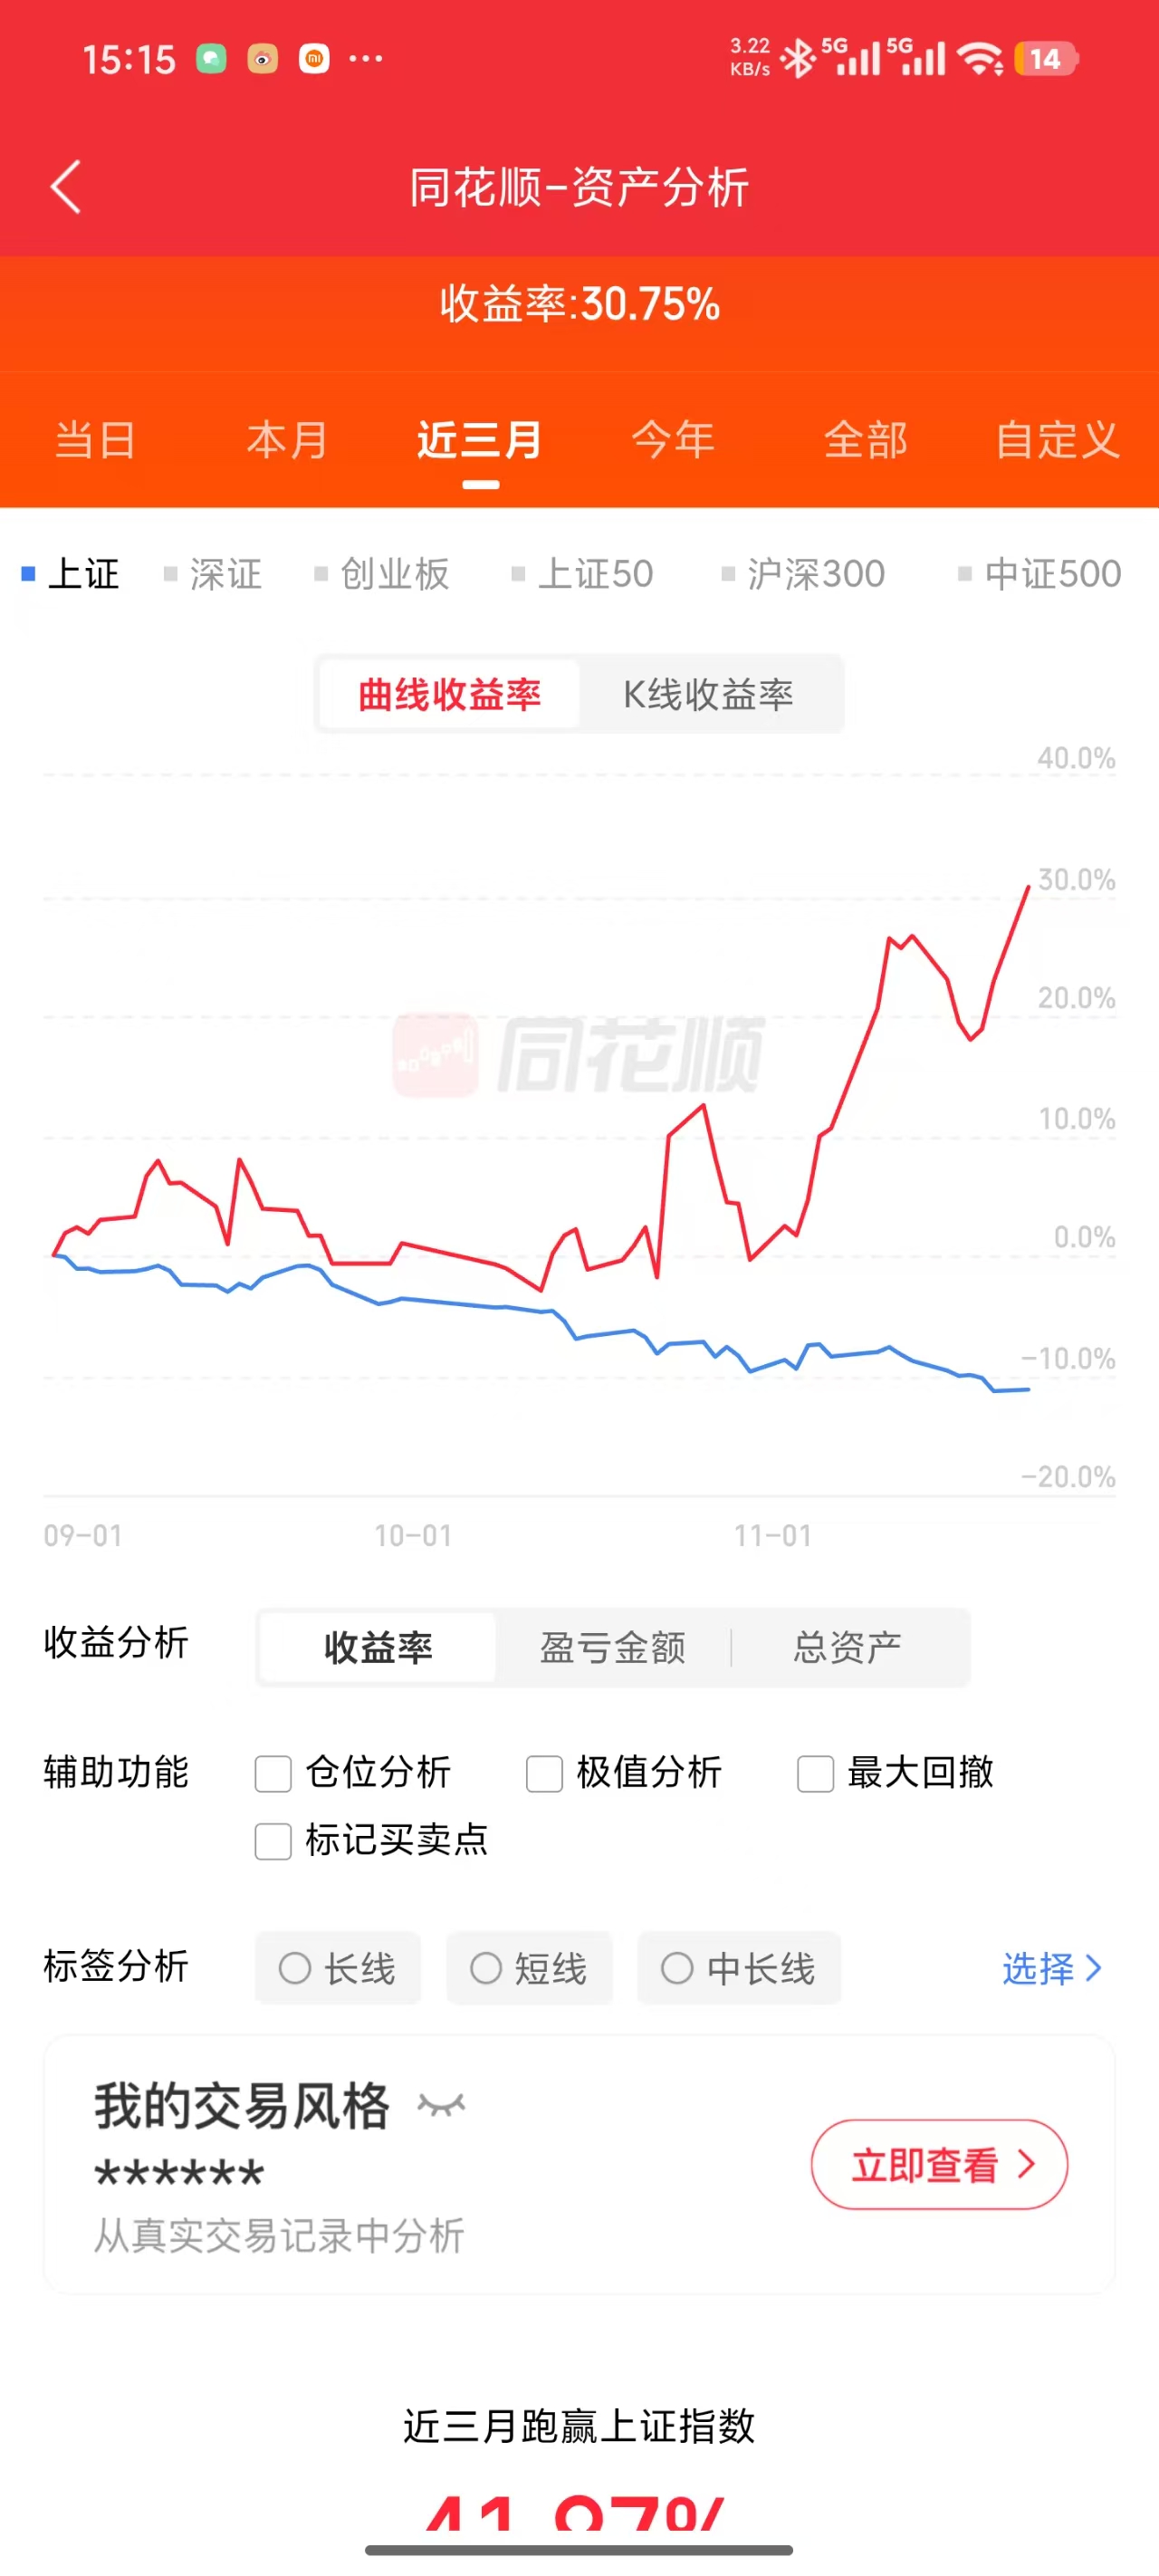 15:15 ... 3.22 KB/s 5G 5G 14
同花顺-资产分析
收益率:30.75%
当日 本月 近三月 今年 全部 自定义
上证 深证 创业板 上证50 沪深300 中证500
曲线收益率 K线收益率
40.0%
30.0%
20.0%
同花顺
10.0%
0.0%
-10.0%
-20.0%
09-01 10-01 11-01
收益分析 收益率 盈亏金额 总资产
辅助功能 仓位分析 极值分析 最大回撤
标记买卖点
标签分析 长线 短线 中长线 选择
我的交易风格
******
立即查看
从真实交易记录中分析
近三月跑赢上证指数